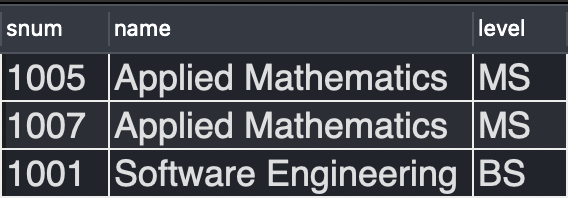 snum name level
1005 Applied Mathematics MS
1007 Applied Mathematics MS
1001 Software Engineering BS